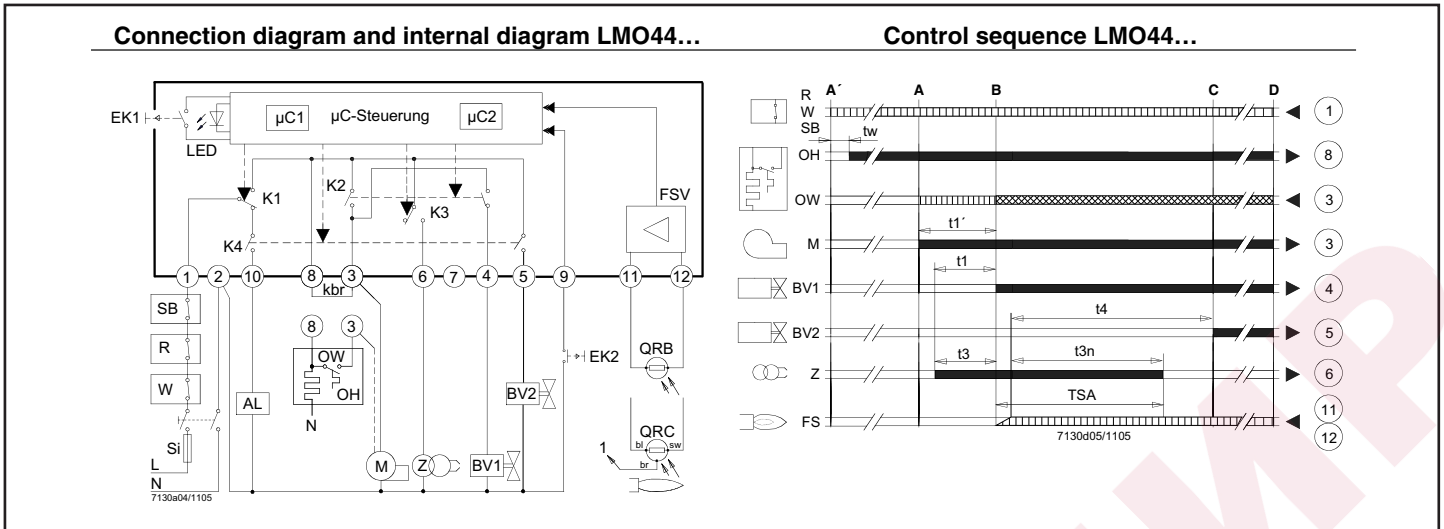 Connection diagram and internal diagram LMO44…
Control sequence LMO44…
EK1
LED
µC1
µC-Steuerung
µC2
K1
K2
K3
K4
FSV
1
2
10
8
3
6
7
4
5
9
11
12
kbr
SB
R
W
Si
L
N
7130a04/1105
AL
8
3
OW
OH
N
M
Z
BV1
BV2
EK2
QRB
QRC
bl
sw
br
1
R
W
SB
A´
A
B
C
D
1
tw
OH
8
OW
3
t1´
M
3
t1
BV1
4
t4
BV2
5
t3
t3n
Z
6
TSA
FS
11
12
7130d05/1105